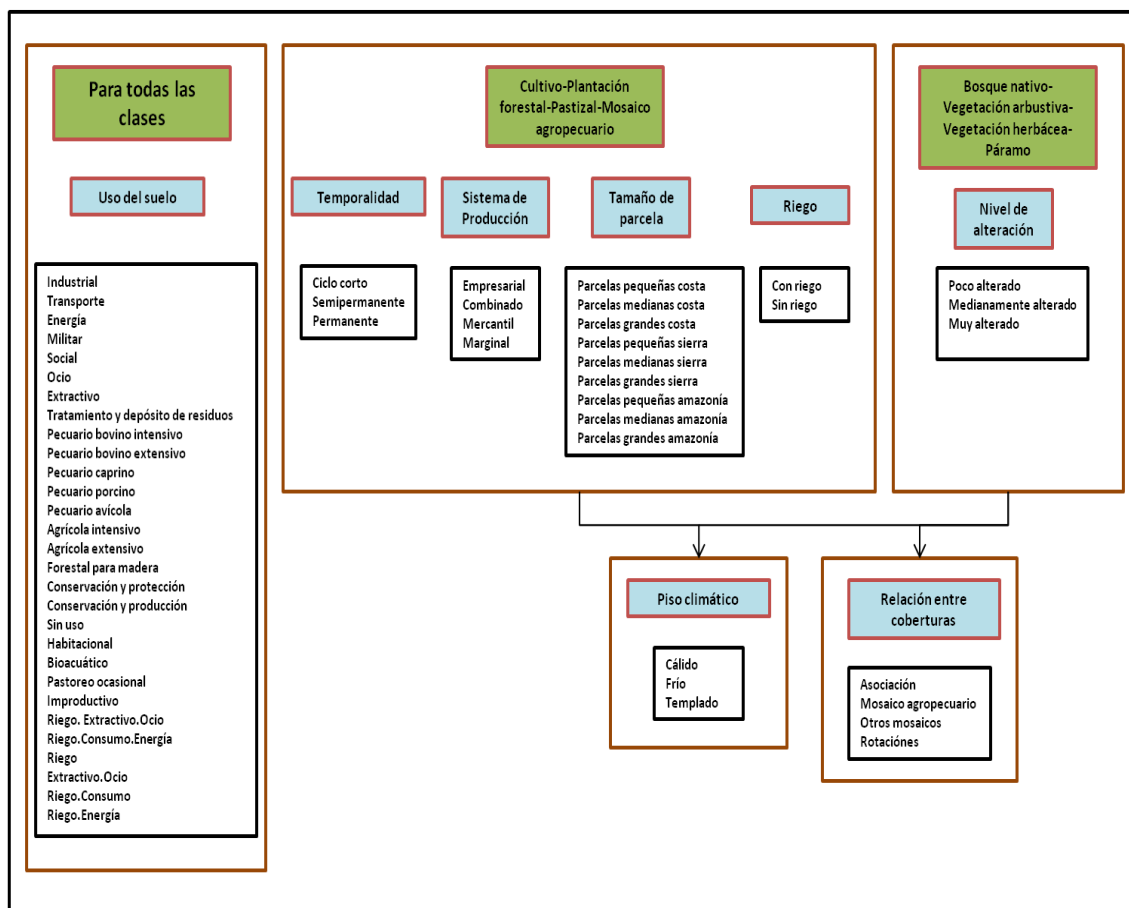 Para todas las
clases
Uso del suelo
Industrial
Transporte
Energía
Militar
Social
Ocio
Extractivo
Tratamiento y depósito de residuos
Pecuario bovino intensivo
Pecuario bovino extensivo
Pecuario caprino
Pecuario porcino
Pecuario avícola
Agrícola intensivo
Agrícola extensivo
Forestal para madera
Conservación y protección
Conservación y producción
Sin uso
Habitacional
Bioacuático
Pastoreo ocasional
Improductivo
Riego. Extractivo.Ocio
Riego.Consumo.Energía
Riego
Extractivo.Ocio
Riego.Consumo
Riego.Energía
Cultivo-Plantación
forestal-Pastizal-Mosaico
agropecuario
Temporalidad
Ciclo corto
Semipermanente
Permanente
Sistema de
Producción
Empresarial
Combinado
Mercantil
Marginal
Tamaño de
parcela
Parcelas pequeñas costa
Parcelas medianas costa
Parcelas grandes costa
Parcelas pequeñas sierra
Parcelas medianas sierra
Parcelas grandes sierra
Parcelas pequeñas amazonía
Parcelas medianas amazonía
Parcelas grandes amazonía
Riego
Con riego
Sin riego
Bosque nativo-
Vegetación arbustiva-
Vegetación herbácea-
Páramo
Nivel de
alteración
Poco alterado
Medianamente alterado
Muy alterado
Piso climático
Cálido
Frío
Templado
Relación entre
coberturas
Asociación
Mosaico agropecuario
Otros mosaicos
Rotaciónes